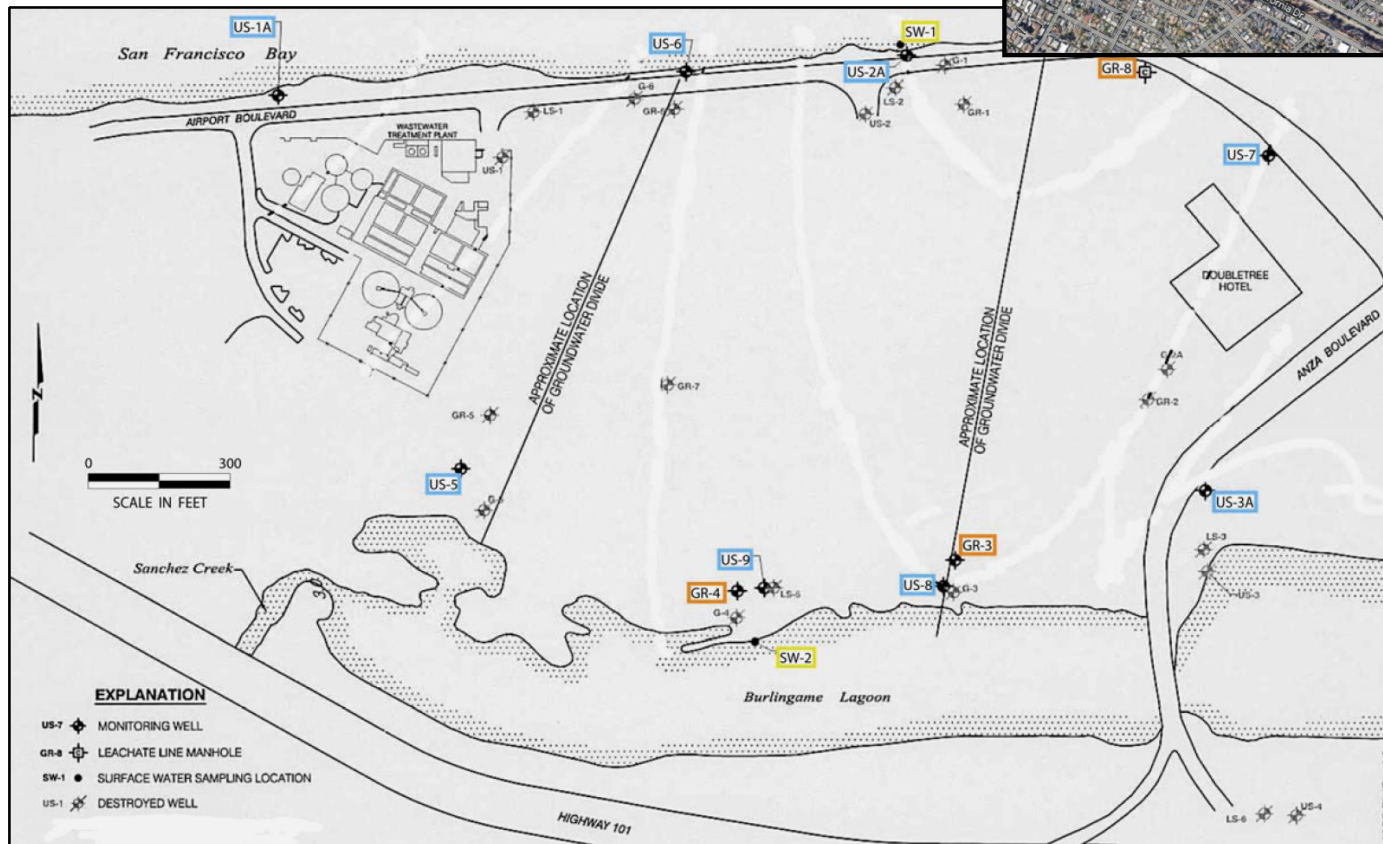 California Dr
US-1A
SW-1
San Francisco Bay
US-6
US-2A
G-1
GR-8
G-6
LS-2
LS-1
GR-6
US-2
GR-1
AIRPORT BOULEVARD
WASTEWATER
TREATMENT PLANT
US-1
US-7
DOUBLETREE
HOTEL
APPROXIMATE LOCATION
OF GROUNDWATER DIVIDE
APPROXIMATE LOCATION
OF GROUNDWATER DIVIDE
ANZA BOULEVARD
GR-7
GR-2
GR-5
N
0 300
SCALE IN FEET
US-5
US-3A
LS-3
GR-3
Sanchez Creek
US-9
US-8
GR-4
LS-5
G-3
US-3
G-4
SW-2
Burlingame Lagoon
EXPLANATION
US-7 MONITORING WELL
GR-8 LEACHATE LINE MANHOLE
SW-1 SURFACE WATER SAMPLING LOCATION
US-1 DESTROYED WELL
HIGHWAY 101
LS-6
US-4